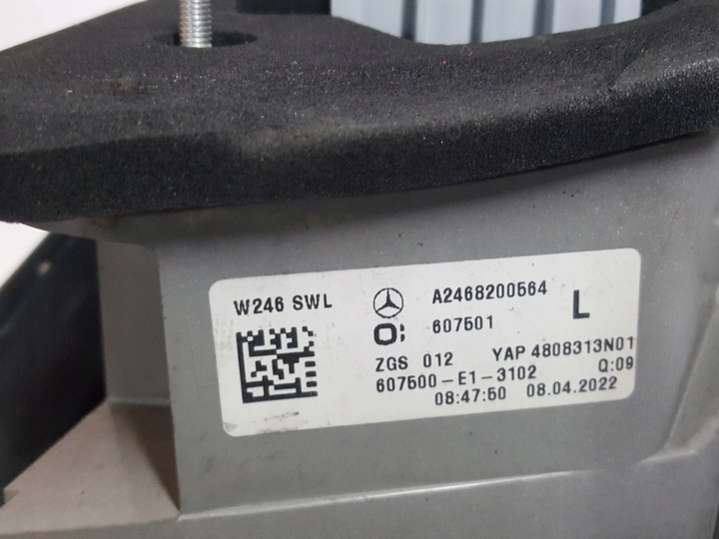 W246 SWL
A2468200564
L
607501
ZGS 012 YAP 4808313N01
607500-E1-3102 Q:09
08:47:50 08.04.2022